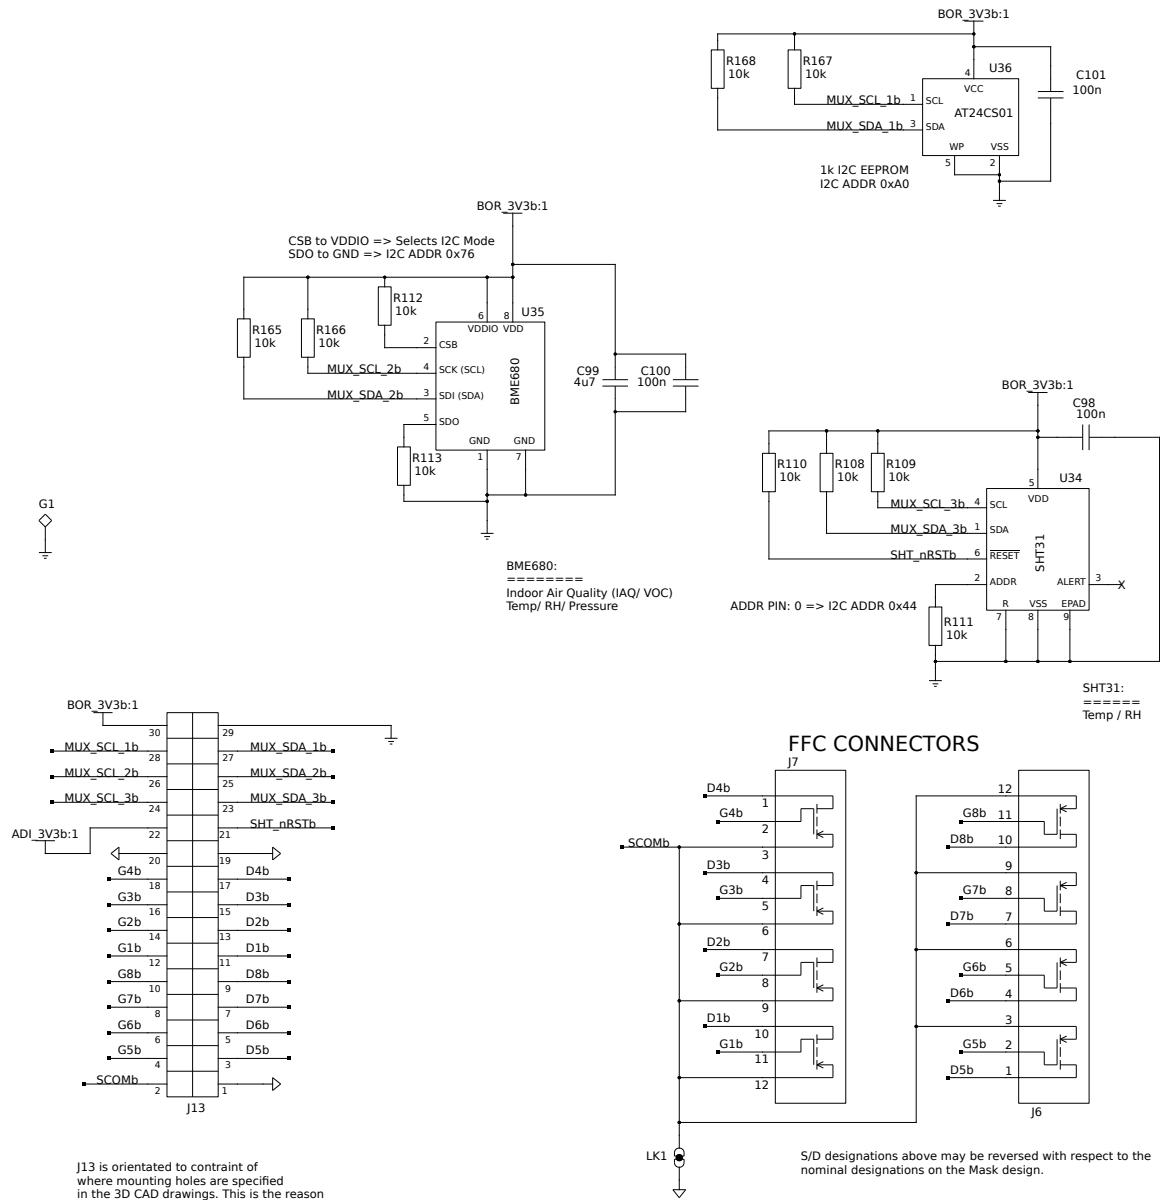 BOR_3V3b:1
R168
10k
R167
10k
4
U36
VCC
C101
100n
MUX_SCL_1b
1
SCL
AT24CS01
MUX_SDA_1b
3
SDA
WP
VSS
5
2
1k I2C EEPROM
I2C ADDR 0xA0
BOR_3V3b:1
CSB to VDDIO => Selects I2C Mode
SDO to GND => I2C ADDR 0x76
R112
10k
R165
10k
R166
10k
6
8
U35
VDDIO
VDD
2
CSB
MUX_SCL_2b
4
SCK (SCL)
MUX_SDA_2b
3
SDI (SDA)
5
SDO
BME680
GND
GND
1
7
R113
10k
C99
4u7
C100
100n
BME680:
========
Indoor Air Quality (IAQ/ VOC)
Temp/ RH/ Pressure
G1
BOR_3V3b:1
C98
100n
R110
10k
R108
10k
R109
10k
5
U34
VDD
MUX_SCL_3b
4
SCL
MUX_SDA_3b
1
SDA
SHT_nRSTb
6
RESET
SHT31
2
ADDR
ALERT
3
X
R
VSS
EPAD
7
8
9
ADDR PIN: 0 => I2C ADDR 0x44
R111
10k
SHT31:
======
Temp / RH
BOR_3V3b:1
30
29
MUX_SCL_1b
28
27
MUX_SDA_1b
MUX_SCL_2b
26
25
MUX_SDA_2b
MUX_SCL_3b
24
23
MUX_SDA_3b
ADI_3V3b:1
22
21
SHT_nRSTb
20
19
G4b
18
17
D4b
G3b
16
15
D3b
G2b
14
13
D2b
G1b
12
11
D1b
G8b
10
9
D8b
G7b
8
7
D7b
G6b
6
5
D6b
G5b
4
3
D5b
SCOMb
2
1
J13
J13 is orientated to contraint of
where mounting holes are specified
in the 3D CAD drawings. This is the reason
FFC CONNECTORS
J7
D4b
1
G4b
2
SCOMb
3
D3b
4
G3b
5
6
D2b
7
G2b
8
9
D1b
10
G1b
11
12
12
G8b
11
D8b
10
9
G7b
8
D7b
7
6
G6b
5
D6b
4
3
G5b
2
D5b
1
J6
LK1
S/D designations above may be reversed with respect to the
nominal designations on the Mask design.